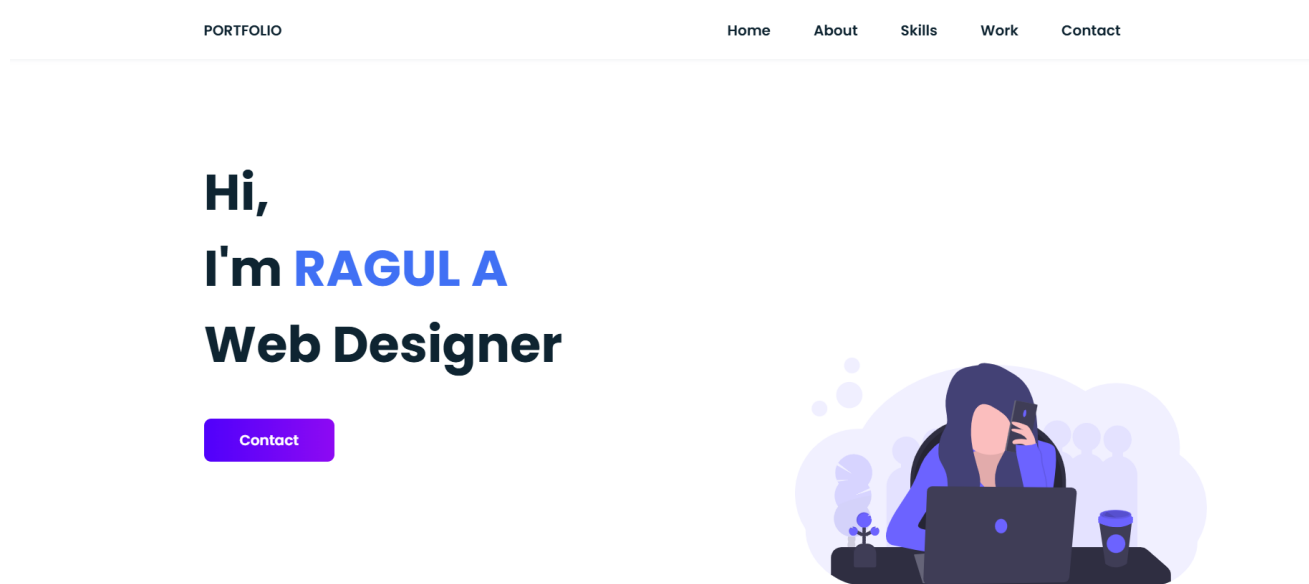 PORTFOLIO
Home About Skills Work Contact
Hi,
I'm RAGUL A
Web Designer
Contact